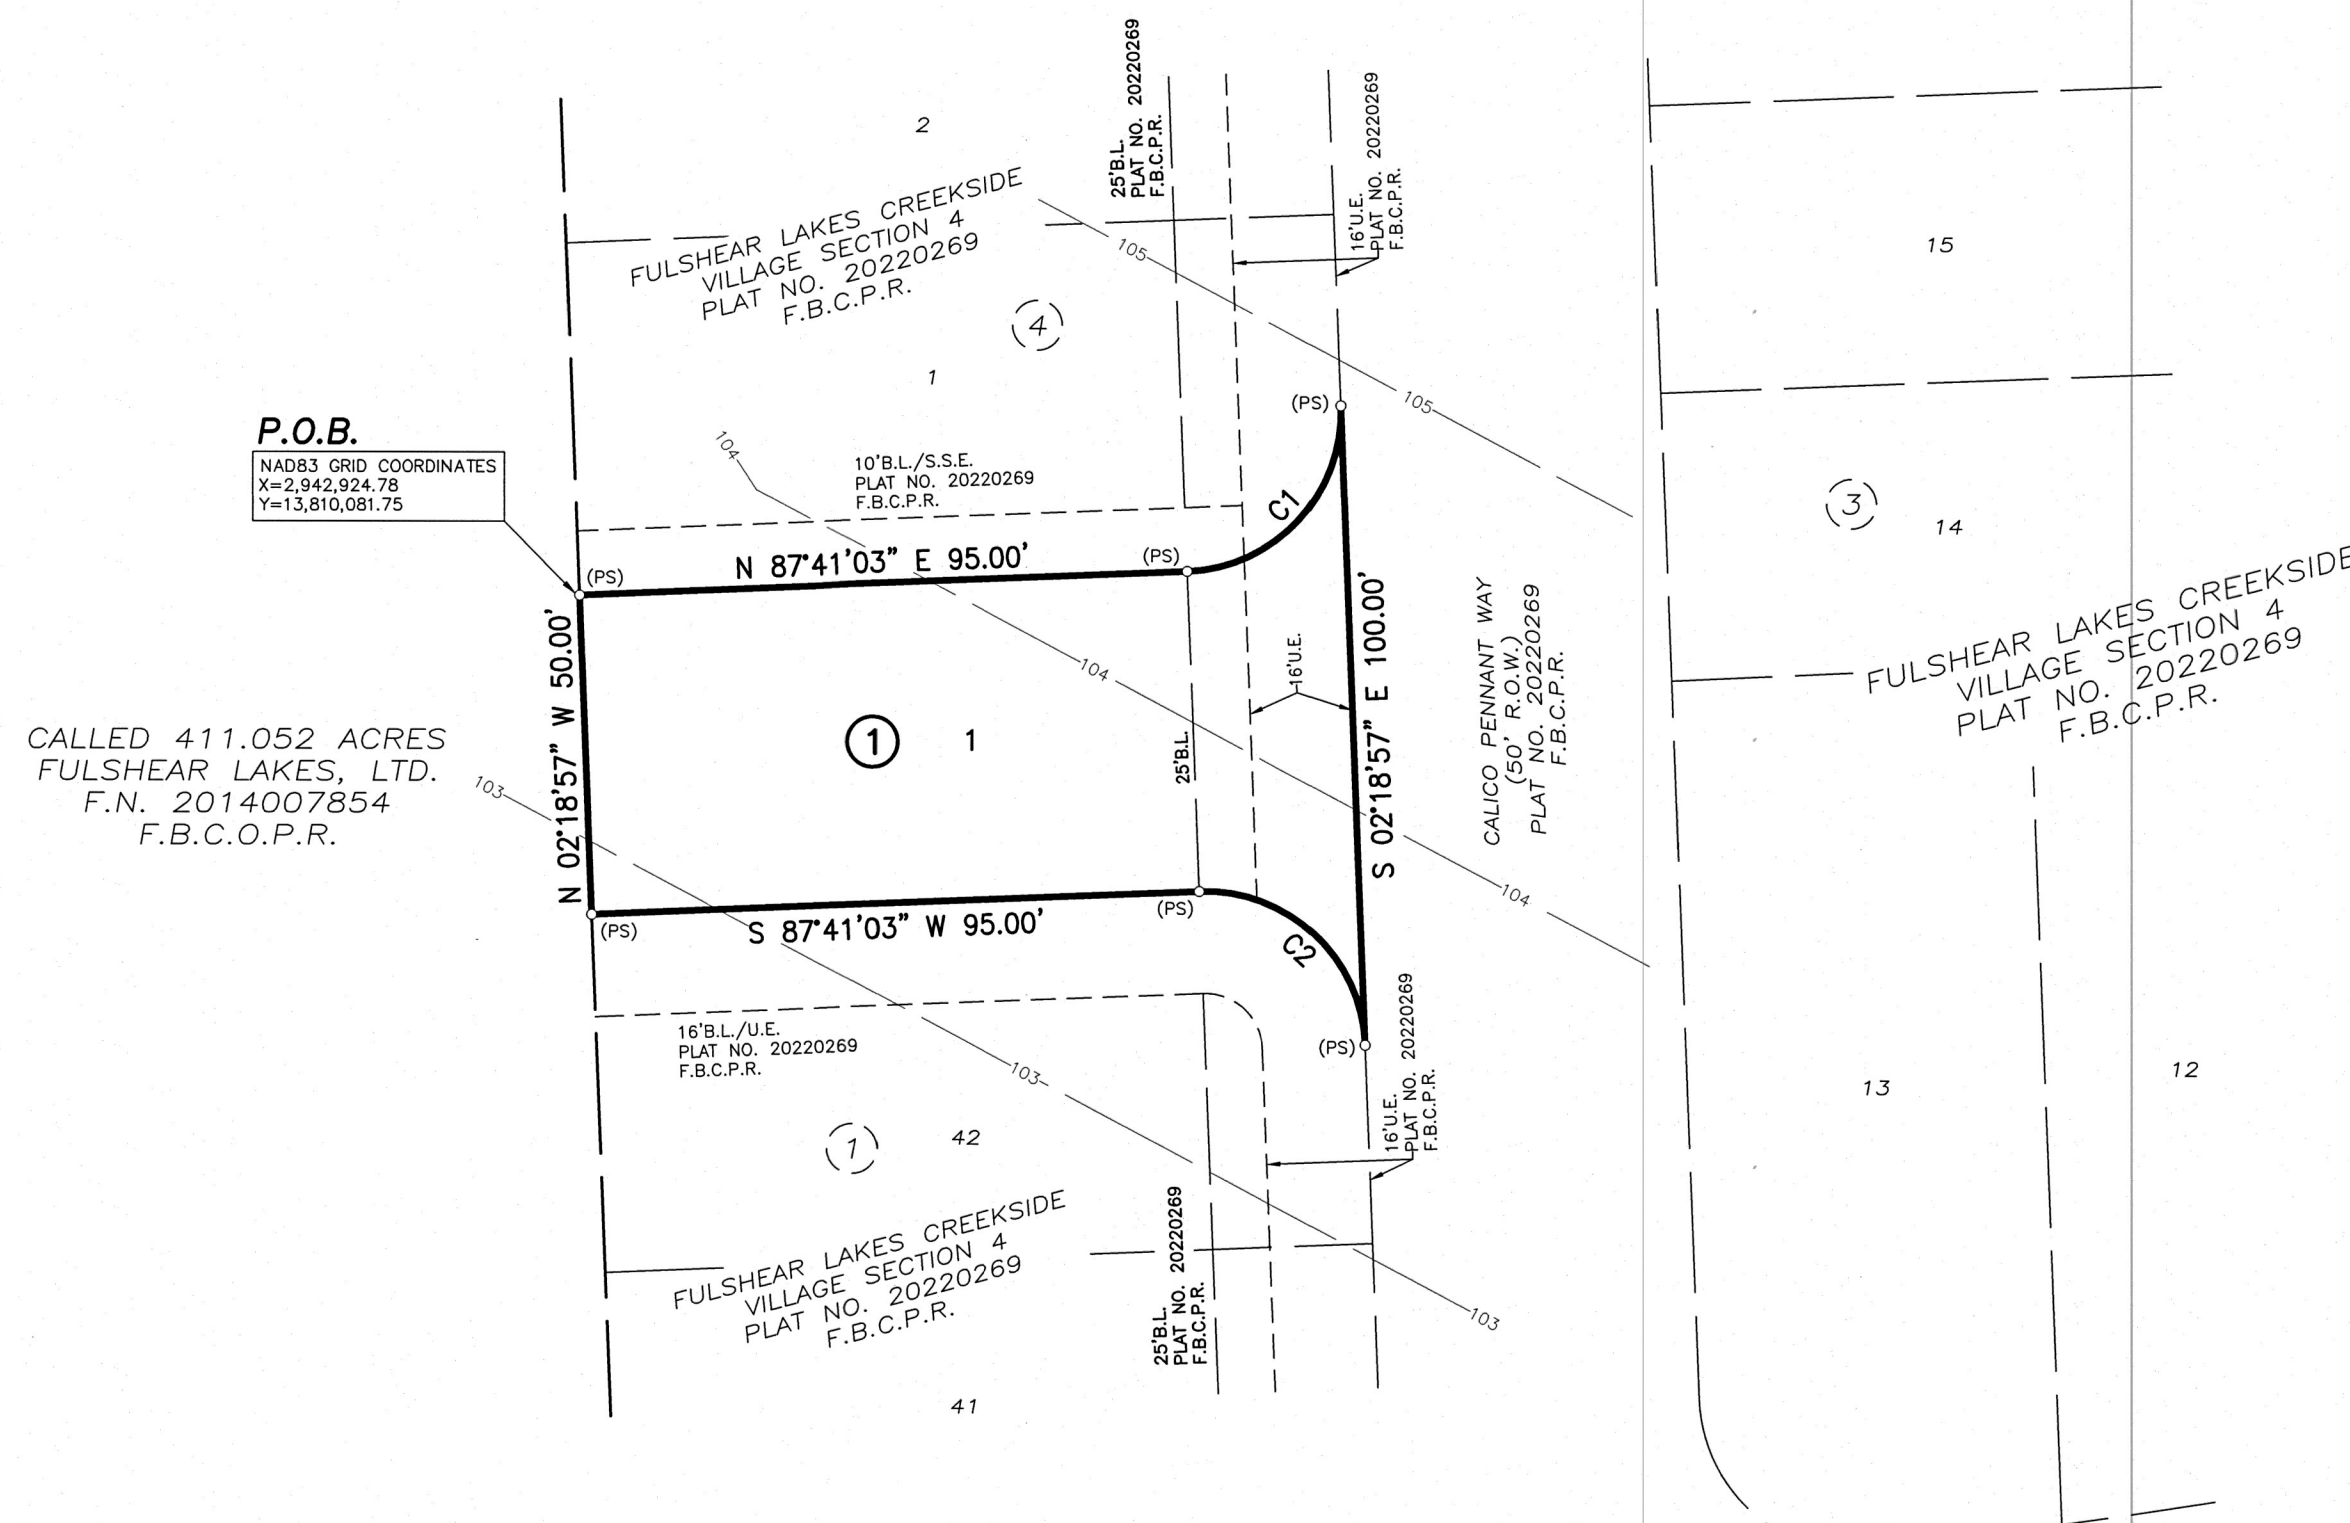 2
FULSHEAR LAKES CREEKSIDE
VILLAGE SECTION 4
PLAT NO. 20220269
F.B.C.P.R.
4
1
25'B.L.
PLAT NO. 20220269
F.B.C.P.R.
16'U.E.
PLAT NO. 20220269
F.B.C.P.R.
105
105
15
3
14
FULSHEAR LAKES CREEKSIDE
VILLAGE SECTION 4
PLAT NO. 20220269
F.B.C.P.R.
P.O.B.
NAD83 GRID COORDINATES
X=2,942,924.78
Y=13,810,081.75
104
10'B.L./S.S.E.
PLAT NO. 20220269
F.B.C.P.R.
(PS)
C1
(PS)
N 87°41'03" E 95.00'
(PS)
N 02°18'57" W 50.00'
1
1
104
25'B.L.
16'U.E.
S 02°18'57" E 100.00'
CALICO PENNANT WAY
(50' R.O.W.)
PLAT NO. 20220269
F.B.C.P.R.
104
CALLED 411.052 ACRES
FULSHEAR LAKES, LTD.
F.N. 2014007854
F.B.C.O.P.R.
103
(PS)
S 87°41'03" W 95.00'
(PS)
C2
(PS)
16'B.L./U.E.
PLAT NO. 20220269
F.B.C.P.R.
103
16'U.E.
PLAT NO. 20220269
F.B.C.P.R.
1
42
13
12
FULSHEAR LAKES CREEKSIDE
VILLAGE SECTION 4
PLAT NO. 20220269
F.B.C.P.R.
25'B.L.
PLAT NO. 20220269
F.B.C.P.R.
103
41